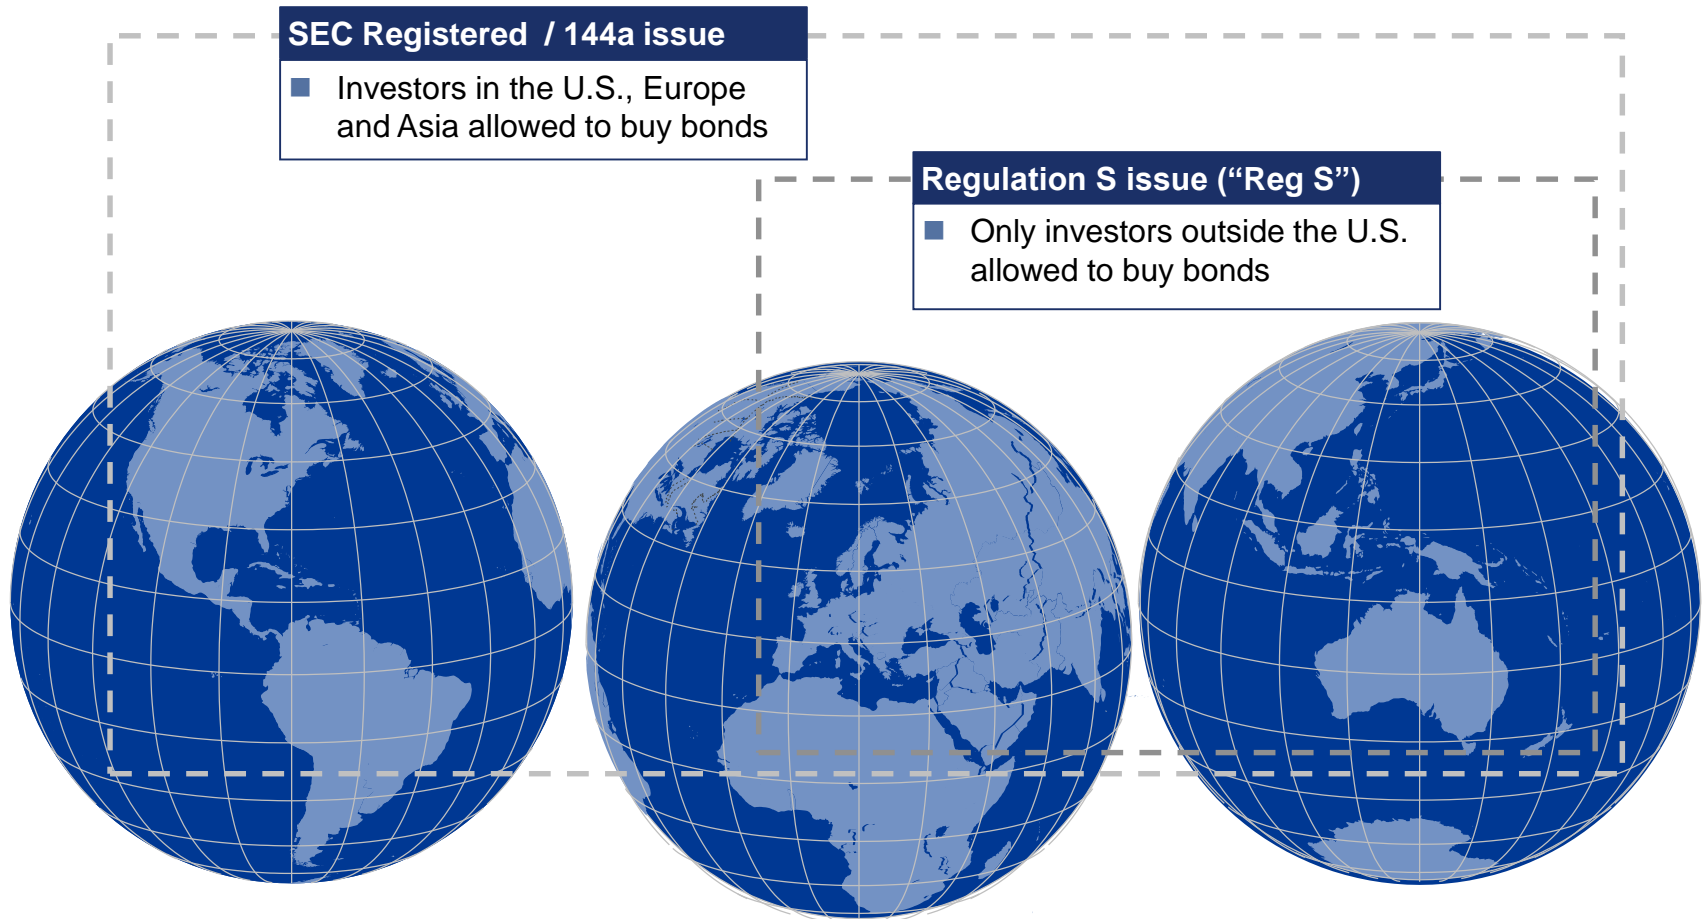 SEC Registered / 144a issue
Investors in the U.S., Europe
and Asia allowed to buy bonds
Regulation S issue (“Reg S”)
Only investors outside the U.S.
allowed to buy bonds